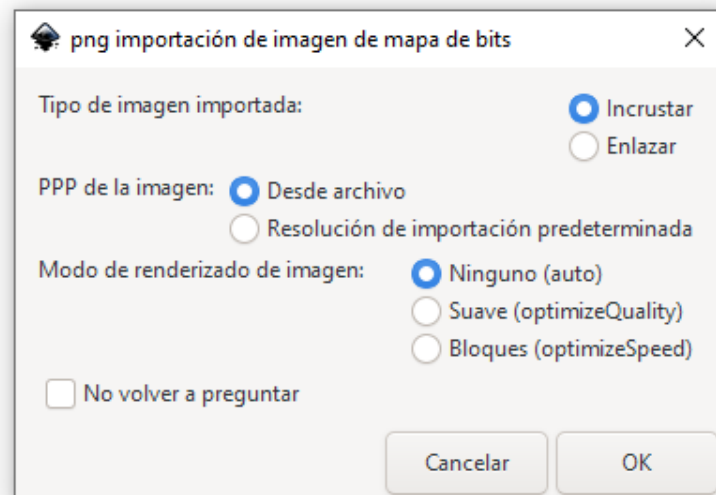 png importación de imagen de mapa de bits
Tipo de imagen importada:
Incrustar
Enlazar
PPP de la imagen:
Desde archivo
Resolución de importación predeterminada
Modo de renderizado de imagen:
Ninguno (auto)
Suave (optimizeQuality)
Bloques (optimizeSpeed)
No volver a preguntar
Cancelar
OK